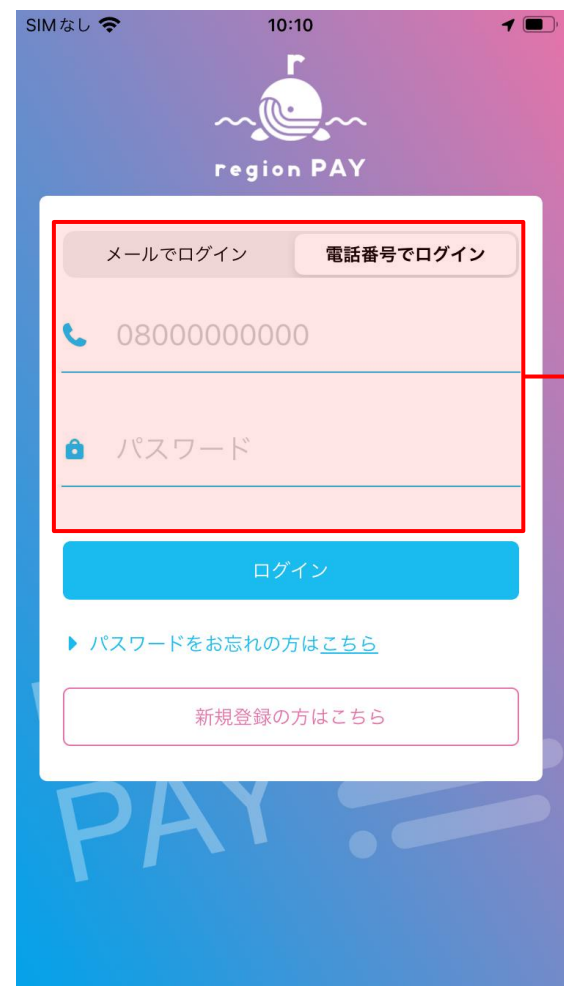 SIMなし 10:10
r
region PAY
メールでログイン 電話番号でログイン
08000000000
パスワード
ログイン
パスワードをお忘れの方はこちら
新規登録の方はこちら
PAY